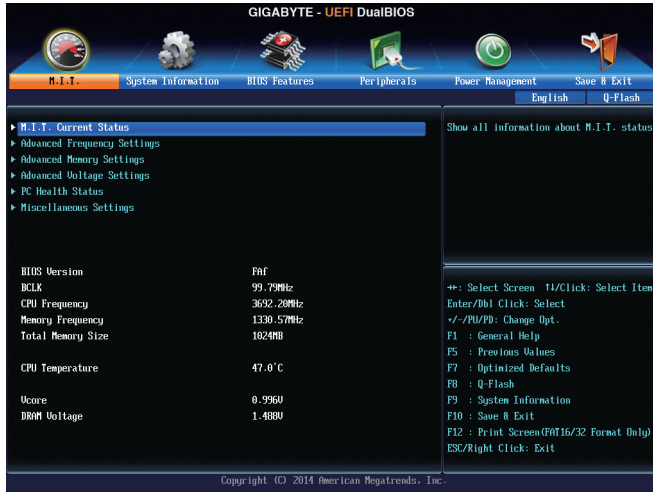 GIGABYTE - UEFI DualBIOS
M.I.T. System Information BIOS Features Peripherals Power Management Save & Exit
English Q-Flash
M.I.T. Current Status
Advanced Frequency Settings
Advanced Memory Settings
Advanced Voltage Settings
PC Health Status
Miscellaneous Settings
Show all information about M.I.T. status
BIOS Version FAf
BCLK 99.79MHz
CPU Frequency 3692.20MHz
Memory Frequency 1330.57MHz
Total Memory Size 1024MB
CPU Temperature 47.0°C
Vcore 0.996V
DRAM Voltage 1.488V
→←: Select Screen ↑↓/Click: Select Item
Enter/Dbl Click: Select
+/-/PU/PD: Change Opt.
F1 : General Help
F5 : Previous Values
F7 : Optimized Defaults
F8 : Q-Flash
F9 : System Information
F10 : Save & Exit
F12 : Print Screen(FAT16/32 Format Only)
ESC/Right Click: Exit
Copyright (C) 2014 American Megatrends, Inc.